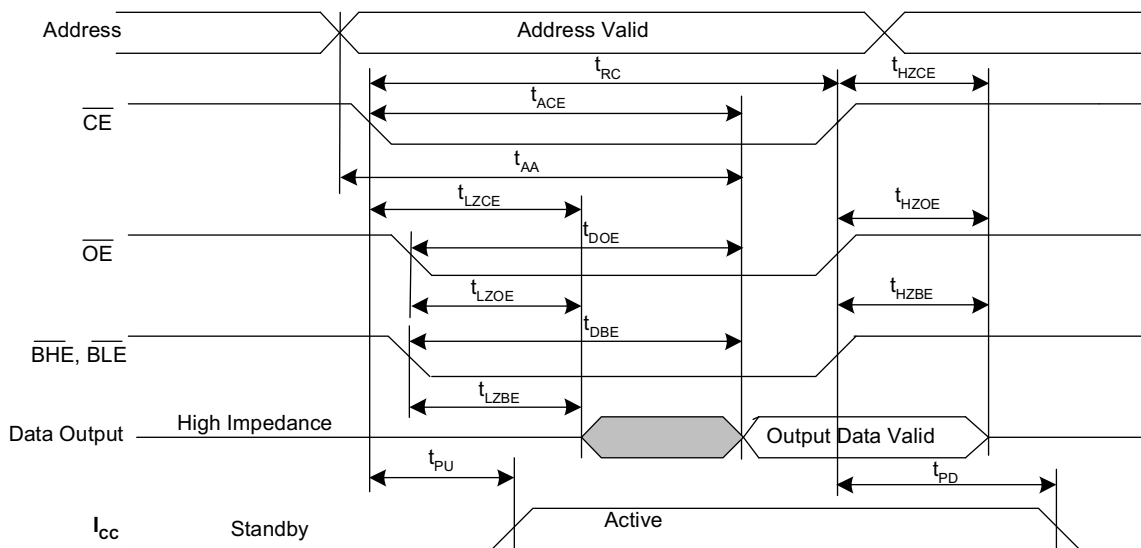 Address
Address Valid
tRC
tHZCE
tACE
CE
tAA
tLZCE
tHZOE
tDOE
OE
tLZOE
tHZBE
tDBE
BHE, BLE
tLZBE
High Impedance
Data Output
Output Data Valid
tPU
tPD
ICC
Standby
Active